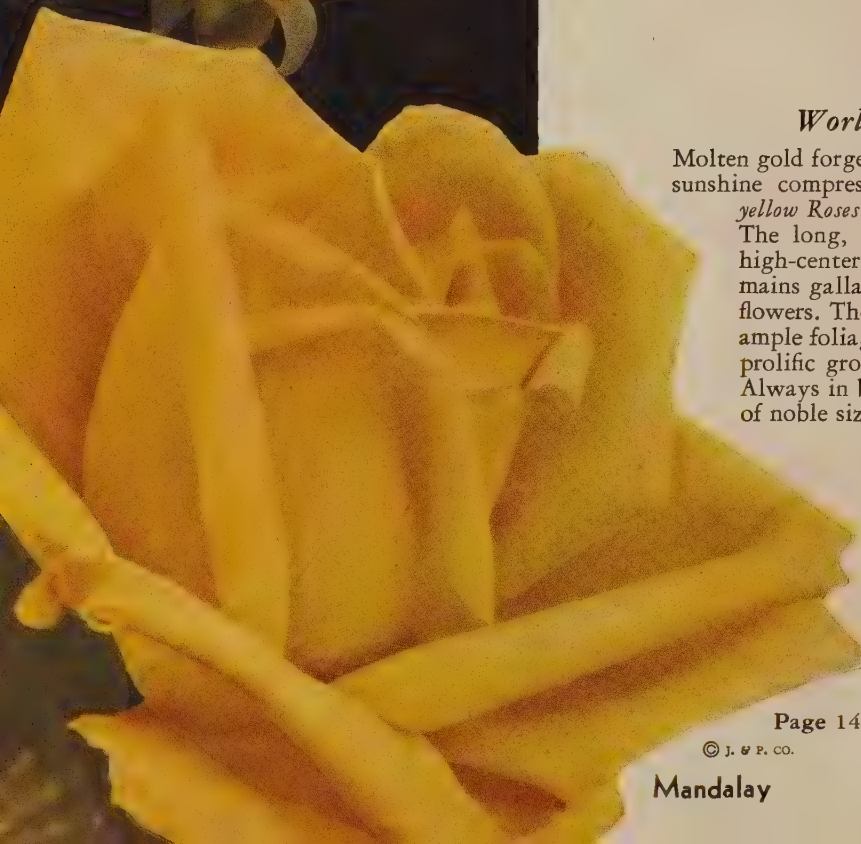 Worl
Molten gold forge
sunshine compres
yellow Roses
The long,
high-center
mains galla
flowers. Th
ample folia
prolific gro
Always in
of noble siz
Page 14
© J. & P. CO.
Mandalay